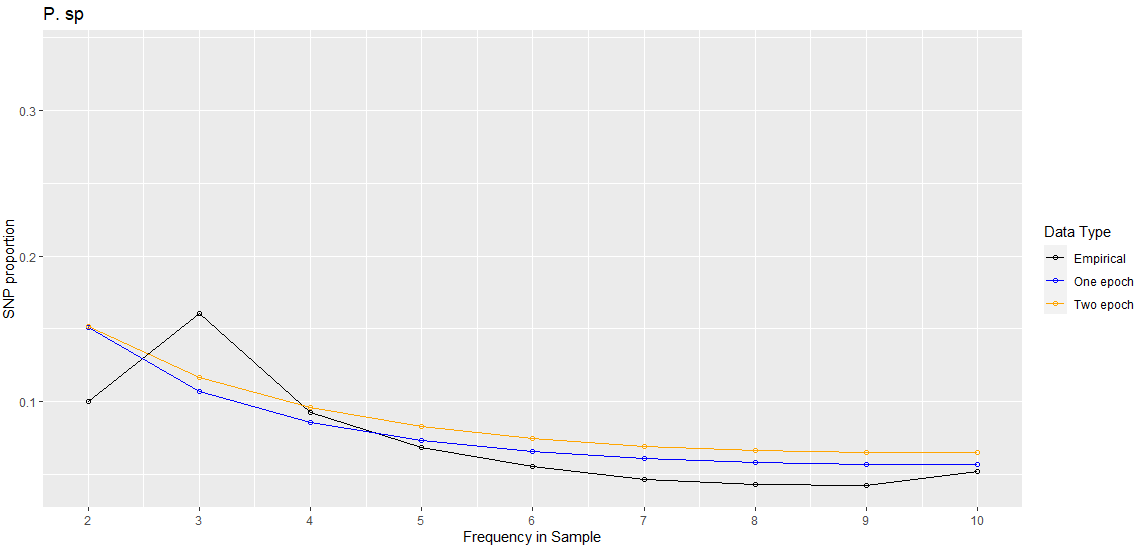 P. sp
SNP proportion
0.3
0.2
0.1
2 3 4 5 6 7 8 9 10
Frequency in Sample
Data Type
Empirical
One epoch
Two epoch